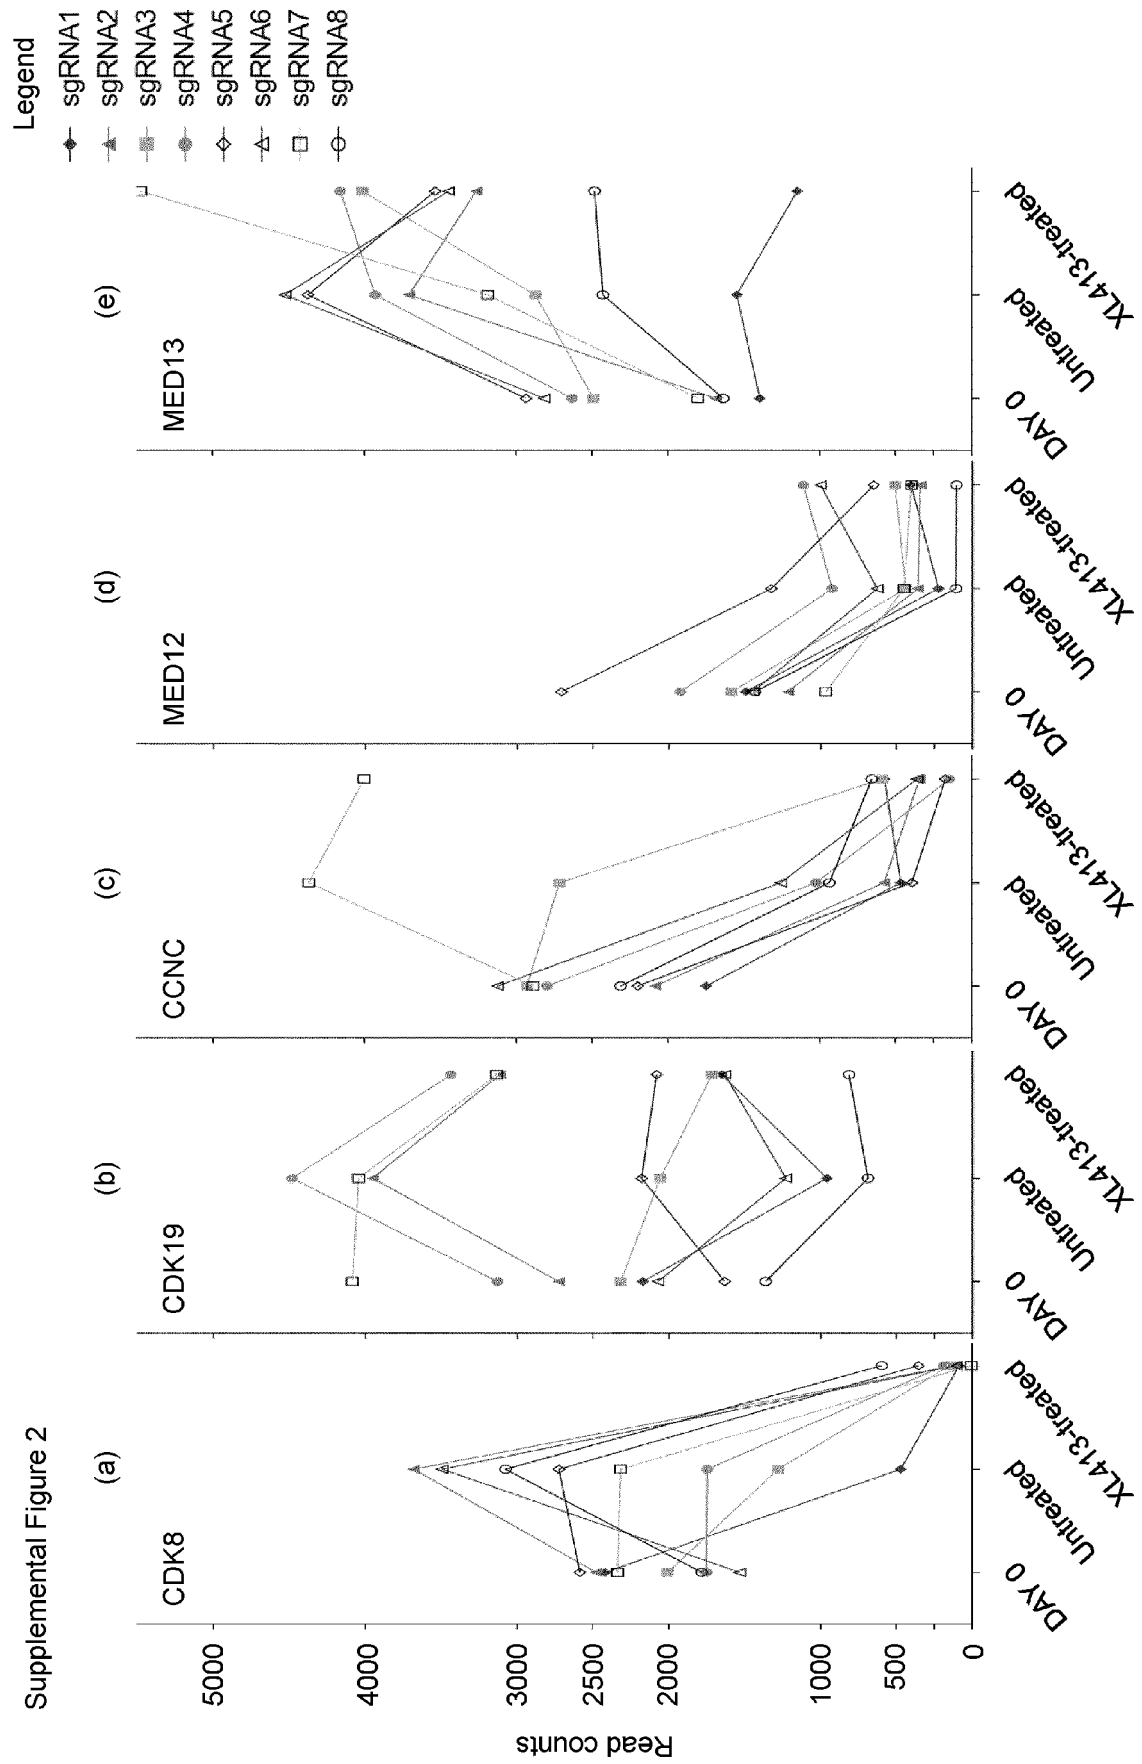 Supplemental Figure 2
Legend
sgRNA1
sgRNA2
sgRNA3
sgRNA4
sgRNA5
sgRNA6
sgRNA7
sgRNA8
(a)
(b)
(c)
(d)
(e)
CDK8
CDK19
CCNC
MED12
MED13
Read counts
5000
4000
3000
2500
2000
1000
500
0
DAY 0
Untreated
XL413-treated
DAY 0
Untreated
XL413-treated
DAY 0
Untreated
XL413-treated
DAY 0
Untreated
XL413-treated
DAY 0
Untreated
XL413-treated